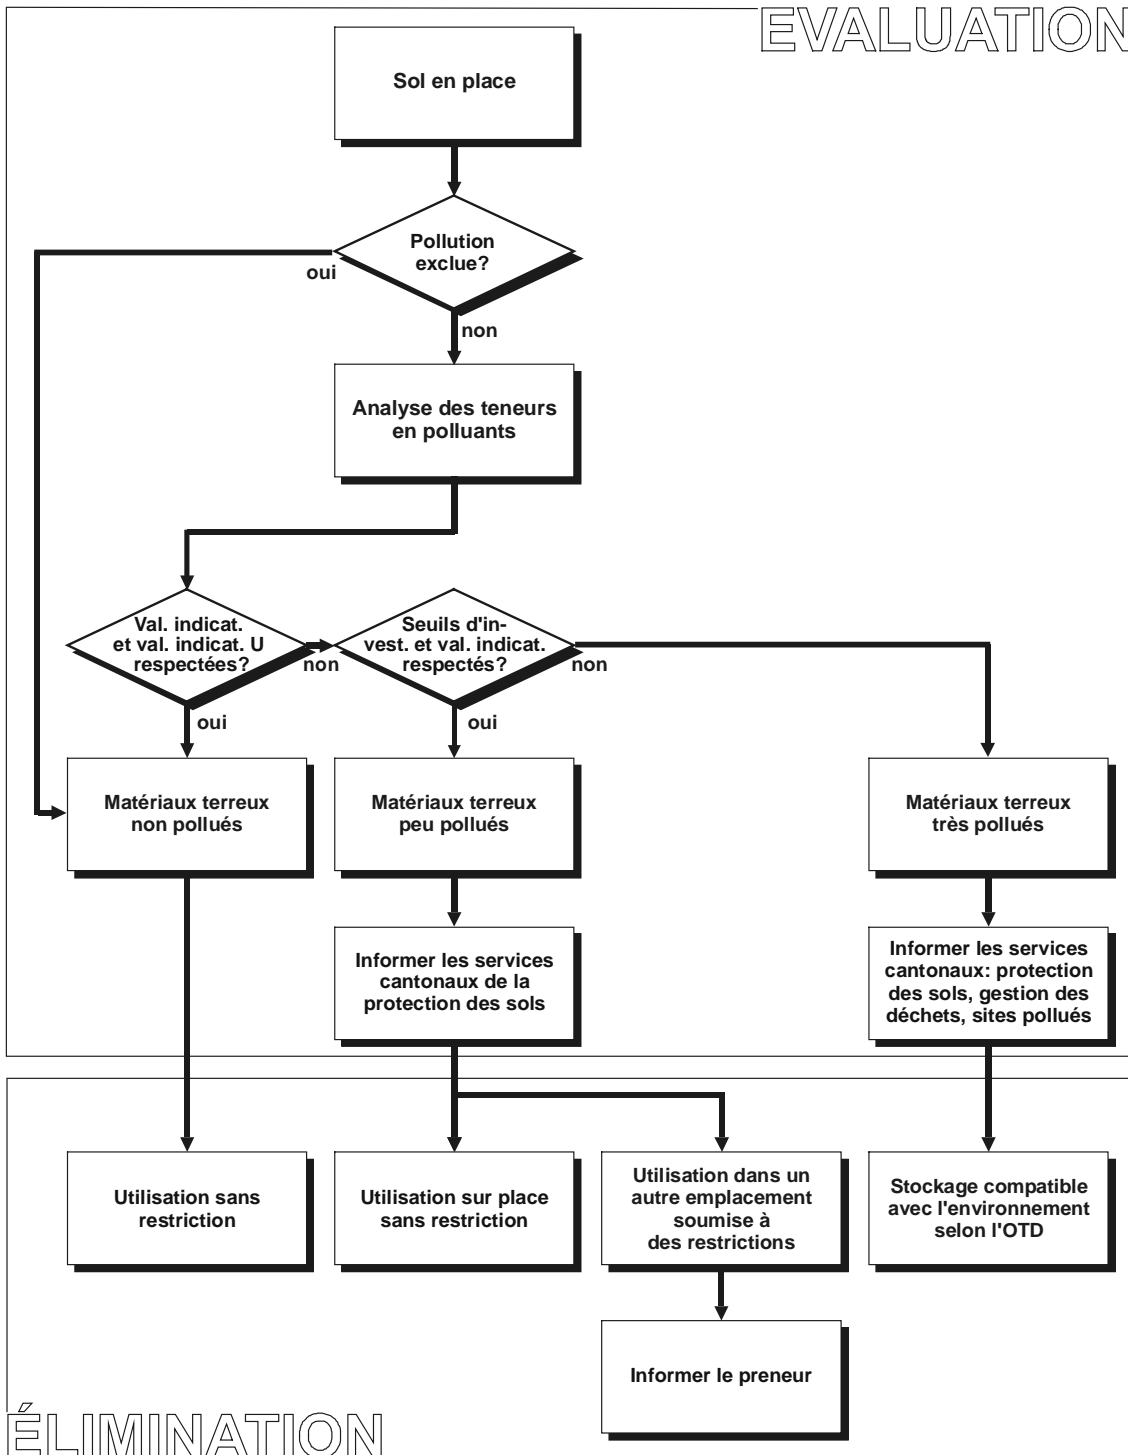 EVALUATION
Sol en place
Pollution
exclue?
oui
non
Analyse des teneurs
en polluants
Val. indicat.
et val. indicat. U
respectées?
non
Seuils d'in-
vest. et val. indicat.
respectés?
non
oui
oui
Matériaux terreux
non pollués
Matériaux terreux
peu pollués
Matériaux terreux
très pollués
Informer les services
cantonaux de la
protection des sols
Informer les services
cantonaux: protection
des sols, gestion des
déchets, sites pollués
Utilisation sans
restriction
Utilisation sur place
sans restriction
Utilisation dans un
autre emplacement
soumise à
des restrictions
Stockage compatible
avec l'environnement
selon l'OTD
Informer le preneur
ÉLIMINATION